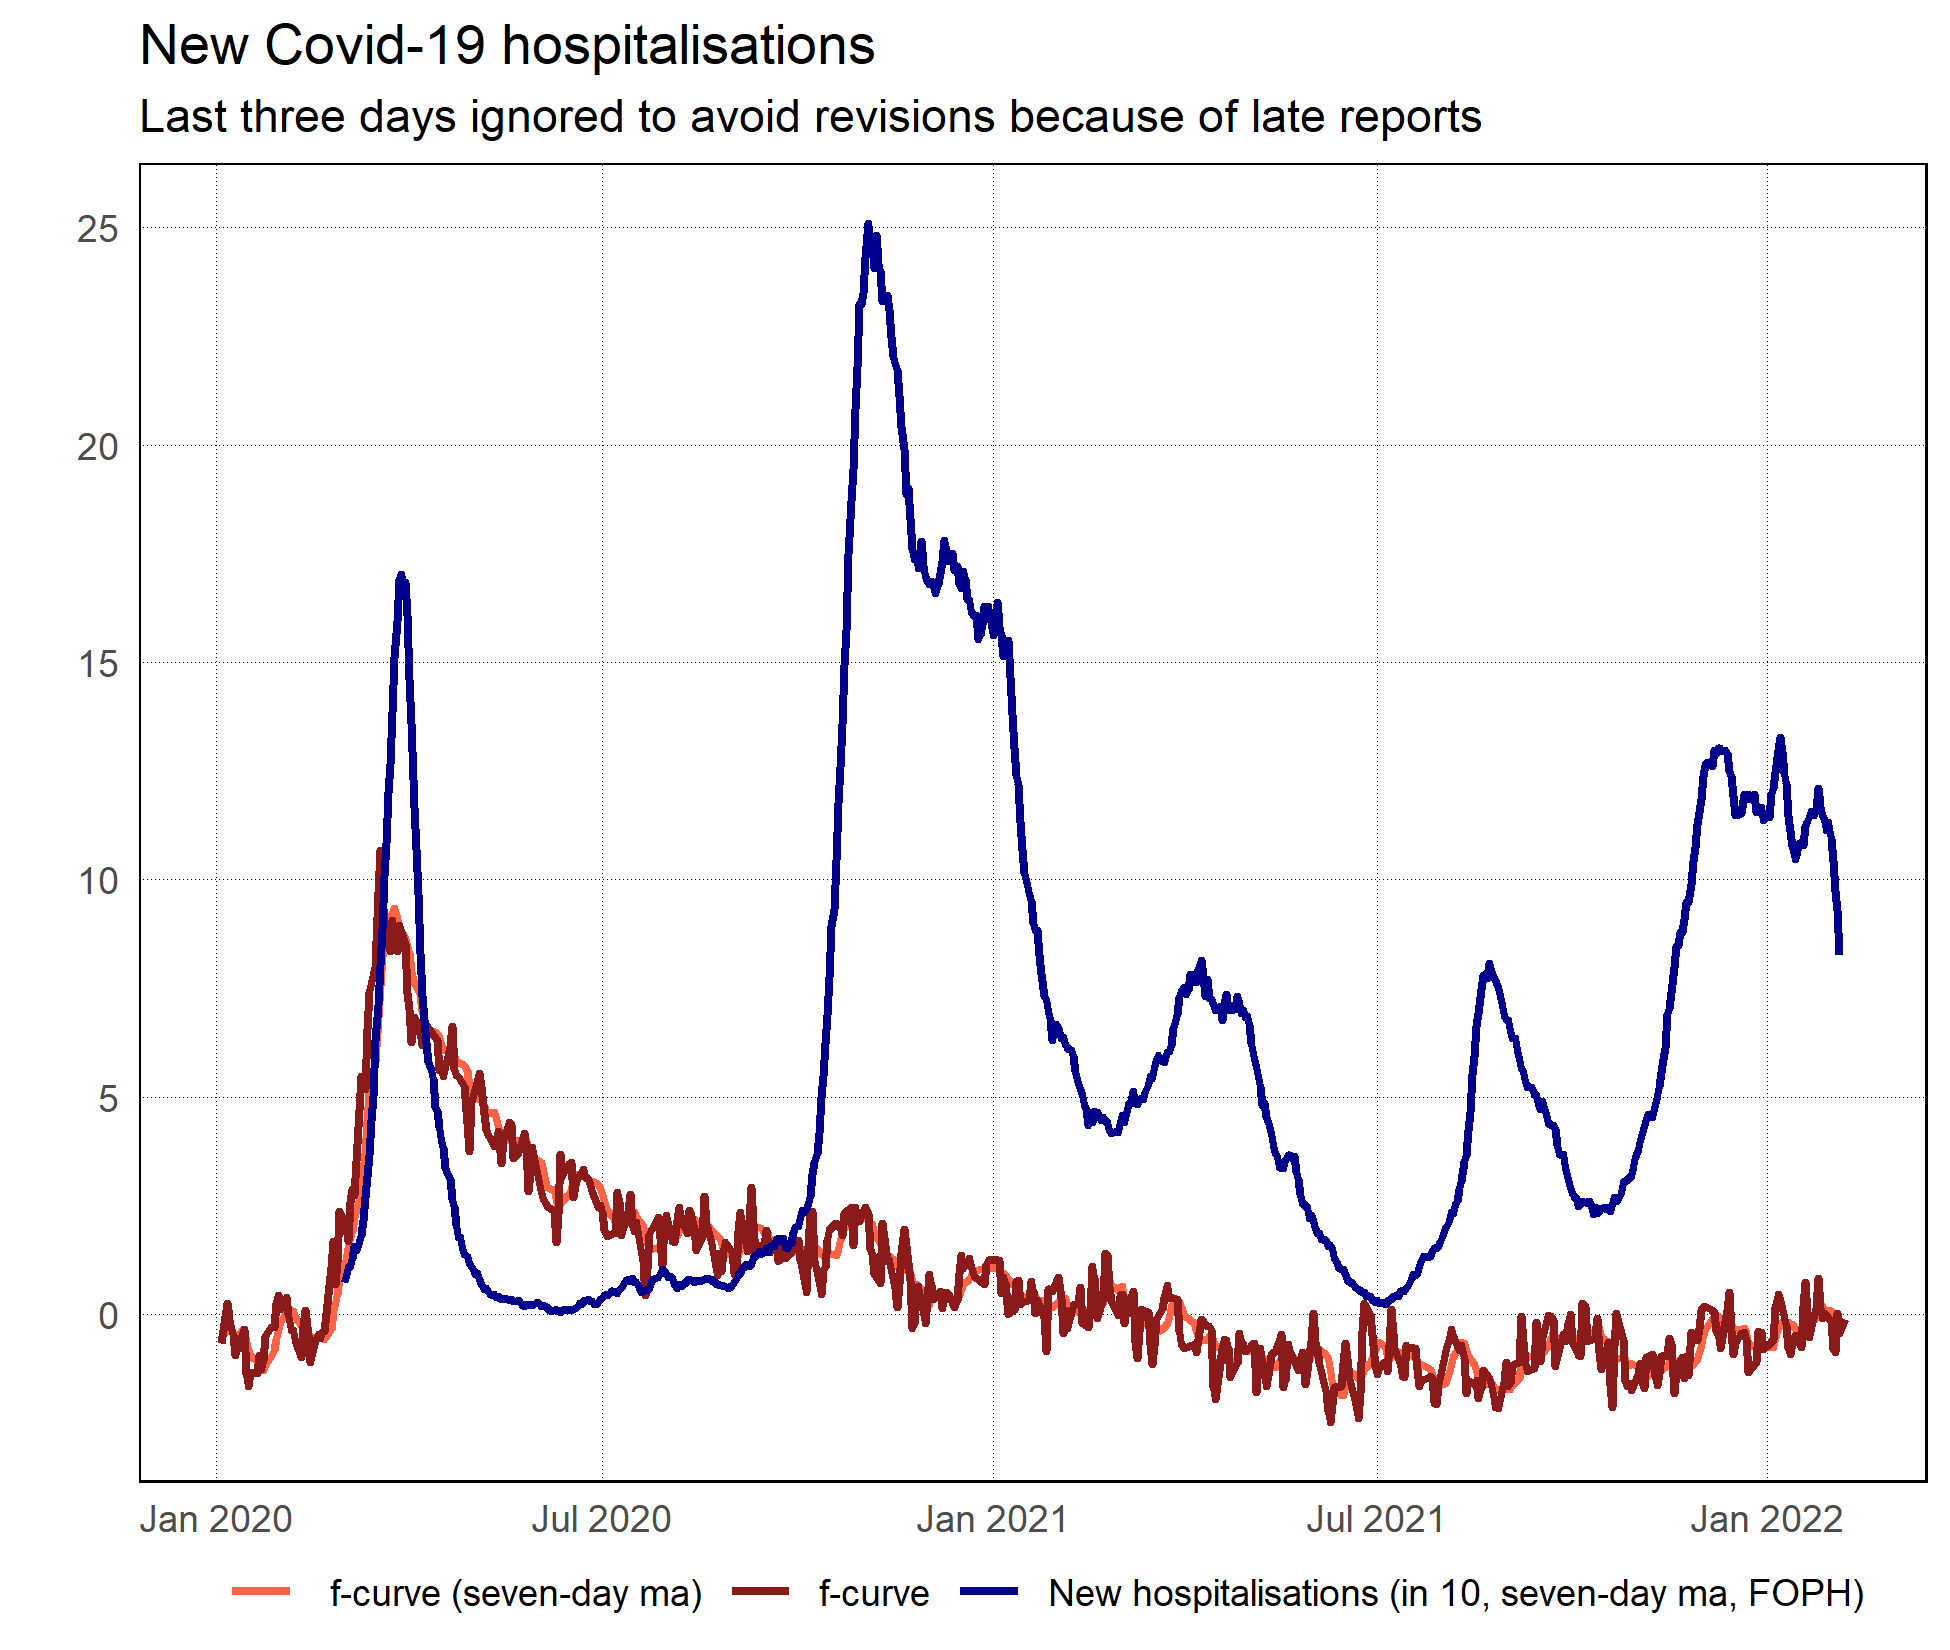 New Covid-19 hospitalisations
Last three days ignored to avoid revisions because of late reports
25
20
15
10
5
0
Jan 2020 Jul 2020 Jan 2021 Jul 2021 Jan 2022
f-curve (seven-day ma) f-curve New hospitalisations (in 10, seven-day ma, FOPH)